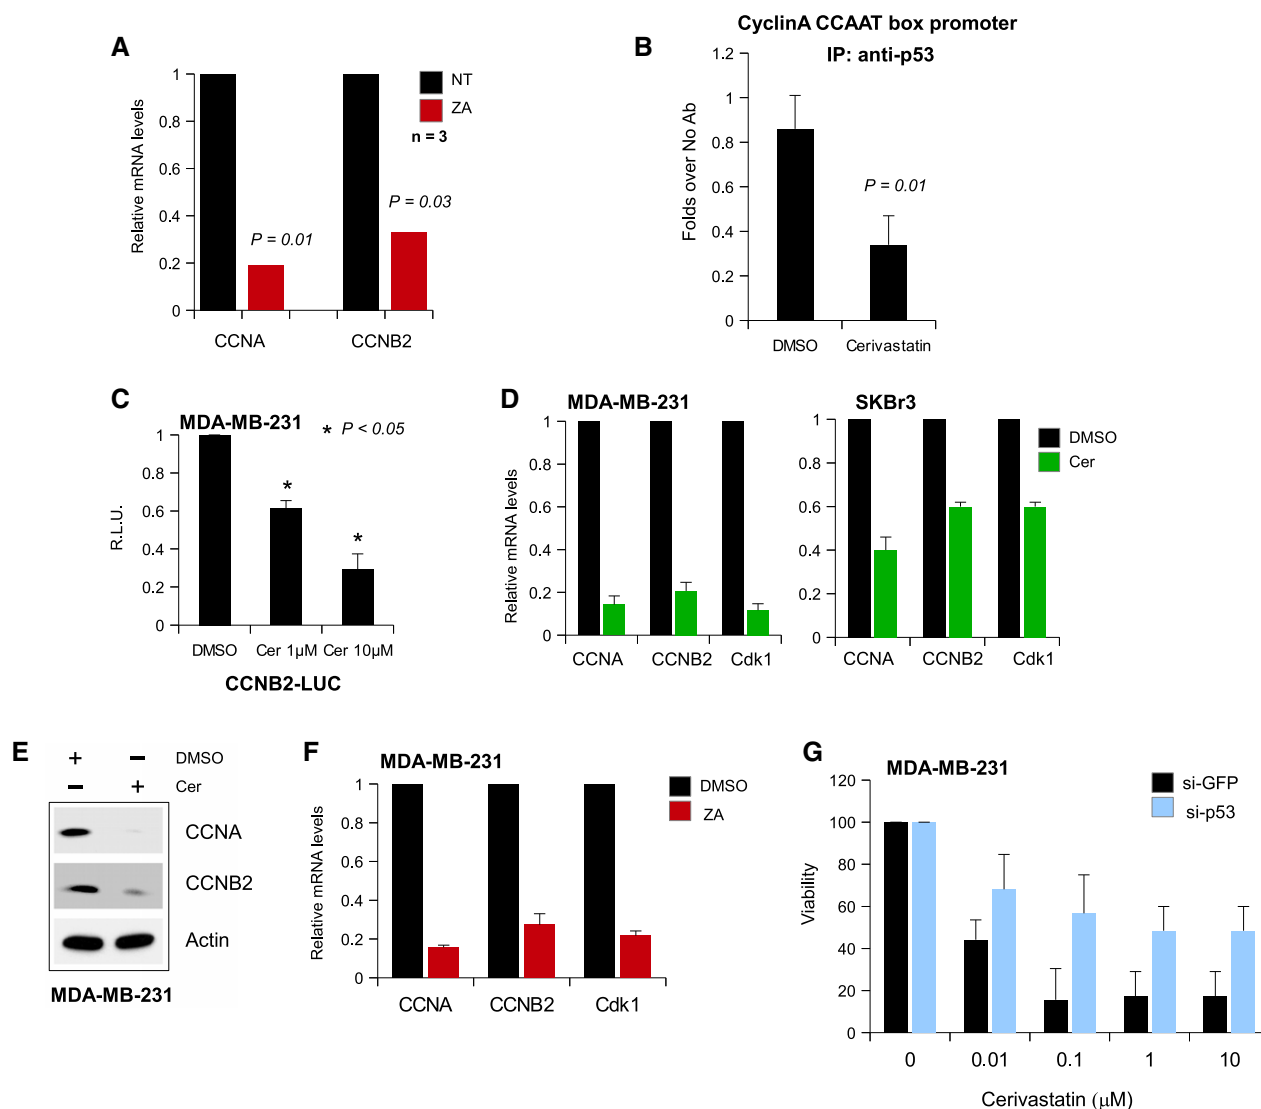 A
Relative mRNA levels
1
0.8
0.6
0.4
0.2
0
NT
ZA
n = 3
P = 0.01
P = 0.03
CCNA
CCNB2
B
CyclinA CCAAT box promoter
IP: anti-p53
Folds over No Ab
1.2
1
0.8
0.6
0.4
0.2
0
P = 0.01
DMSO
Cerivastatin
C
MDA-MB-231
* P < 0.05
R.L.U.
1
0.8
0.6
0.4
0.2
0
*
*
DMSO
Cer 1µM
Cer 10µM
CCNB2-LUC
D
MDA-MB-231
Relative mRNA levels
1
0.8
0.6
0.4
0.2
0
CCNA
CCNB2
Cdk1
SKBr3
1
0.8
0.6
0.4
0.2
0
CCNA
CCNB2
Cdk1
DMSO
Cer
E
+ − DMSO
− + Cer
CCNA
CCNB2
Actin
MDA-MB-231
F
MDA-MB-231
Relative mRNA levels
1
0.8
0.6
0.4
0.2
0
DMSO
ZA
CCNA
CCNB2
Cdk1
G
MDA-MB-231
Viability
120
100
80
60
40
20
0
si-GFP
si-p53
0
0.01
0.1
1
10
Cerivastatin (µM)